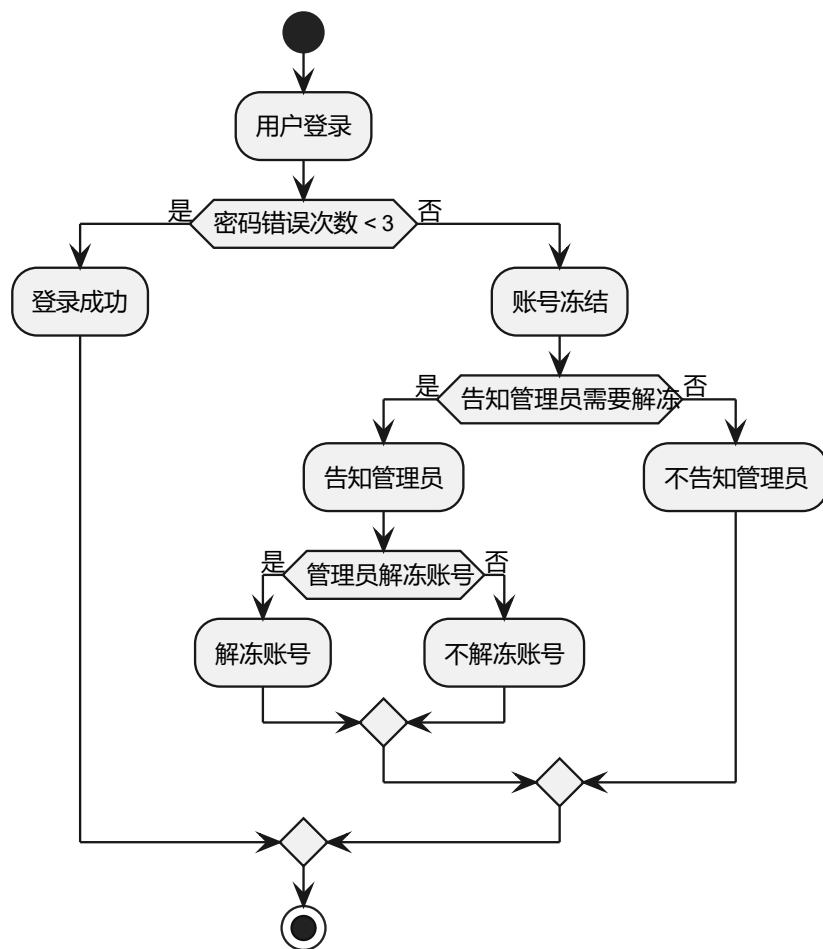 用户登录
是
密码错误次数 < 3
否
登录成功
账号冻结
是
告知管理员需要解冻
否
告知管理员
不告知管理员
是
管理员解冻账号
否
解冻账号
不解冻账号